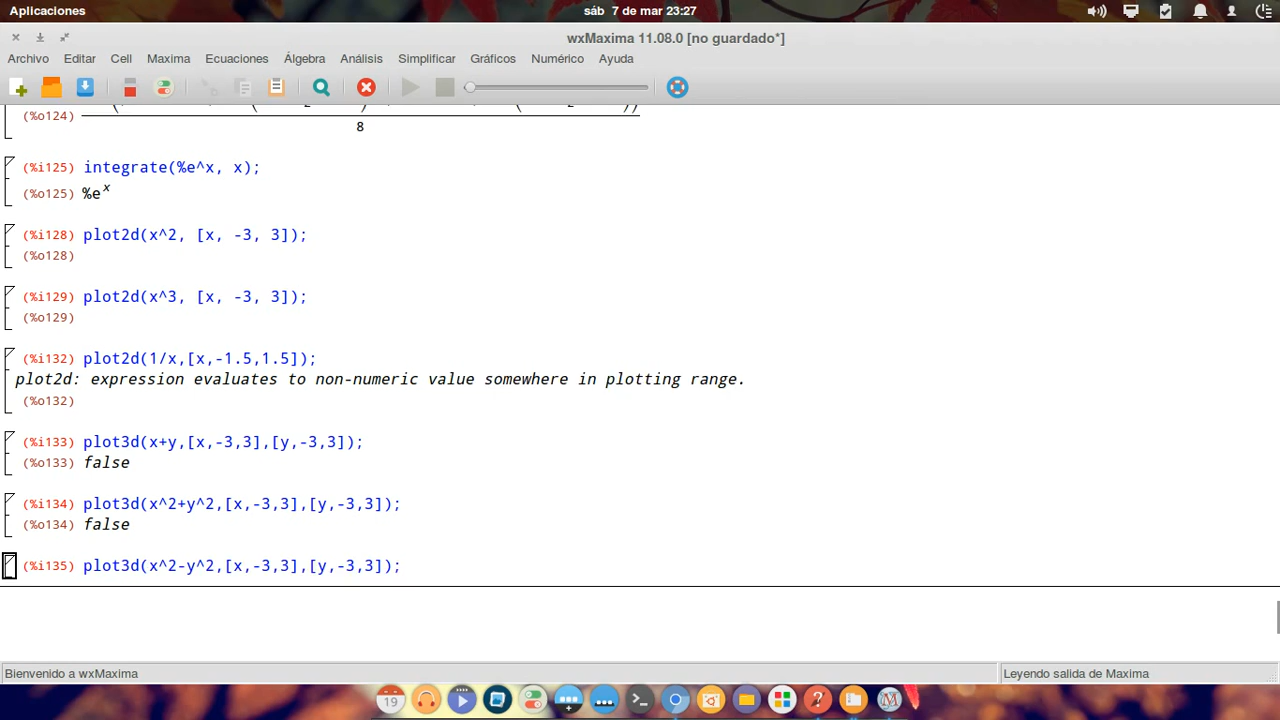 Aplicaciones
sáb 7 de mar 23:27
wxMaxima 11.08.0 [no guardado*]
Archivo Editar Cell Maxima Ecuaciones Álgebra Análisis Simplificar Gráficos Numérico Ayuda
(%o124)
8
(%i125) integrate(%e^x, x);
(%o125) %e^x
(%i128) plot2d(x^2, [x, -3, 3]);
(%o128)
(%i129) plot2d(x^3, [x, -3, 3]);
(%o129)
(%i132) plot2d(1/x,[x,-1.5,1.5]);
plot2d: expression evaluates to non-numeric value somewhere in plotting range.
(%o132)
(%i133) plot3d(x+y,[x,-3,3],[y,-3,3]);
(%o133) false
(%i134) plot3d(x^2+y^2,[x,-3,3],[y,-3,3]);
(%o134) false
(%i135) plot3d(x^2-y^2,[x,-3,3],[y,-3,3]);
Bienvenido a wxMaxima
Leyendo salida de Maxima
19